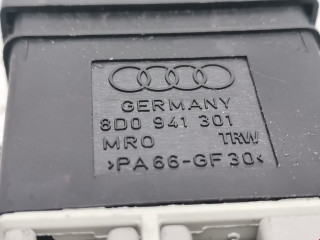 GERMANY
8D0 941 301
MRO TRW
>PA66-GF30<